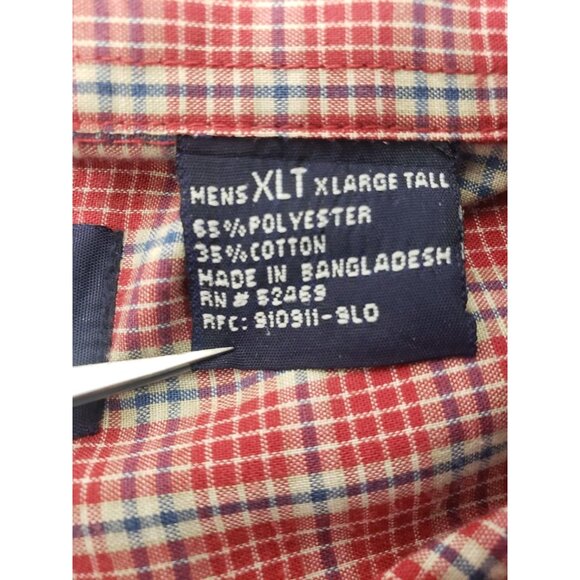 MENS XLT XLARGE TALL
65% POLYESTER
35% COTTON
MADE IN BANGLADESH
RN # 52469
RFC: 910911-9LO